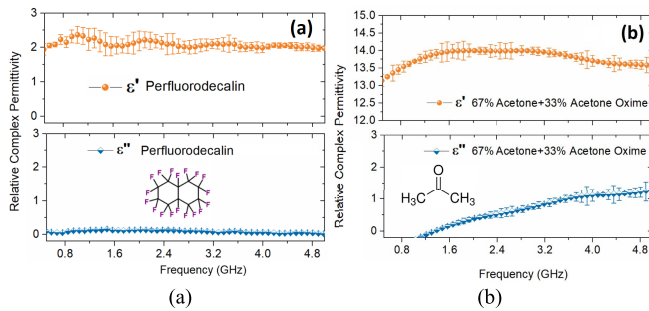 (a)
3
2
1
0
ε' Perfluorodecalin
3
2
1
0
ε" Perfluorodecalin
F F F F F F F F F F F F F F F F F F
0.8 1.6 2.4 3.2 4.0 4.8
Frequency (GHz)
Relative Complex Permittivity
(a)
(b)
15.0
14.5
14.0
13.5
13.0
12.5
12.0
ε' 67% Acetone+33% Acetone Oxime
3
2
1
0
ε" 67% Acetone+33% Acetone Oxime
O
H₃C CH₃
0.8 1.6 2.4 3.2 4.0 4.8
Frequency (GHz)
Relative Complex Permittivity
(b)